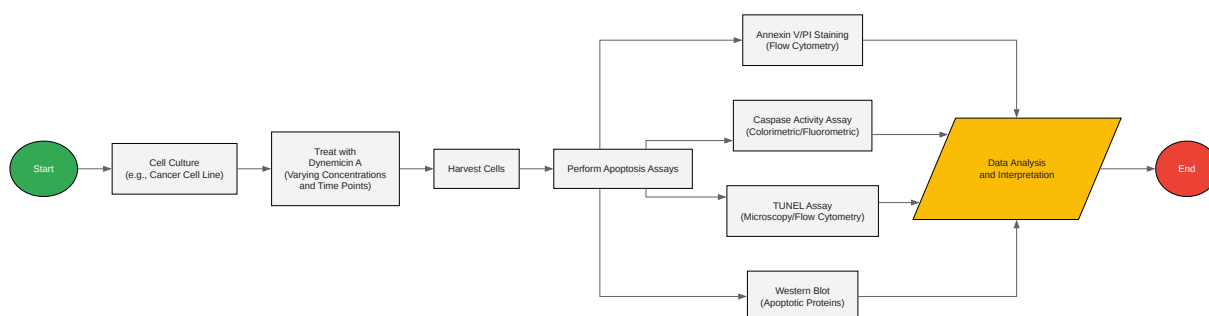 Start
Cell Culture
(e.g., Cancer Cell Line)
Treat with
Dynemicin A
(Varying Concentrations
and Time Points)
Harvest Cells
Perform Apoptosis Assays
Annexin V/PI Staining
(Flow Cytometry)
Caspase Activity Assay
(Colorimetric/Fluorometric)
TUNEL Assay
(Microscopy/Flow Cytometry)
Western Blot
(Apoptotic Proteins)
Data Analysis
and Interpretation
End